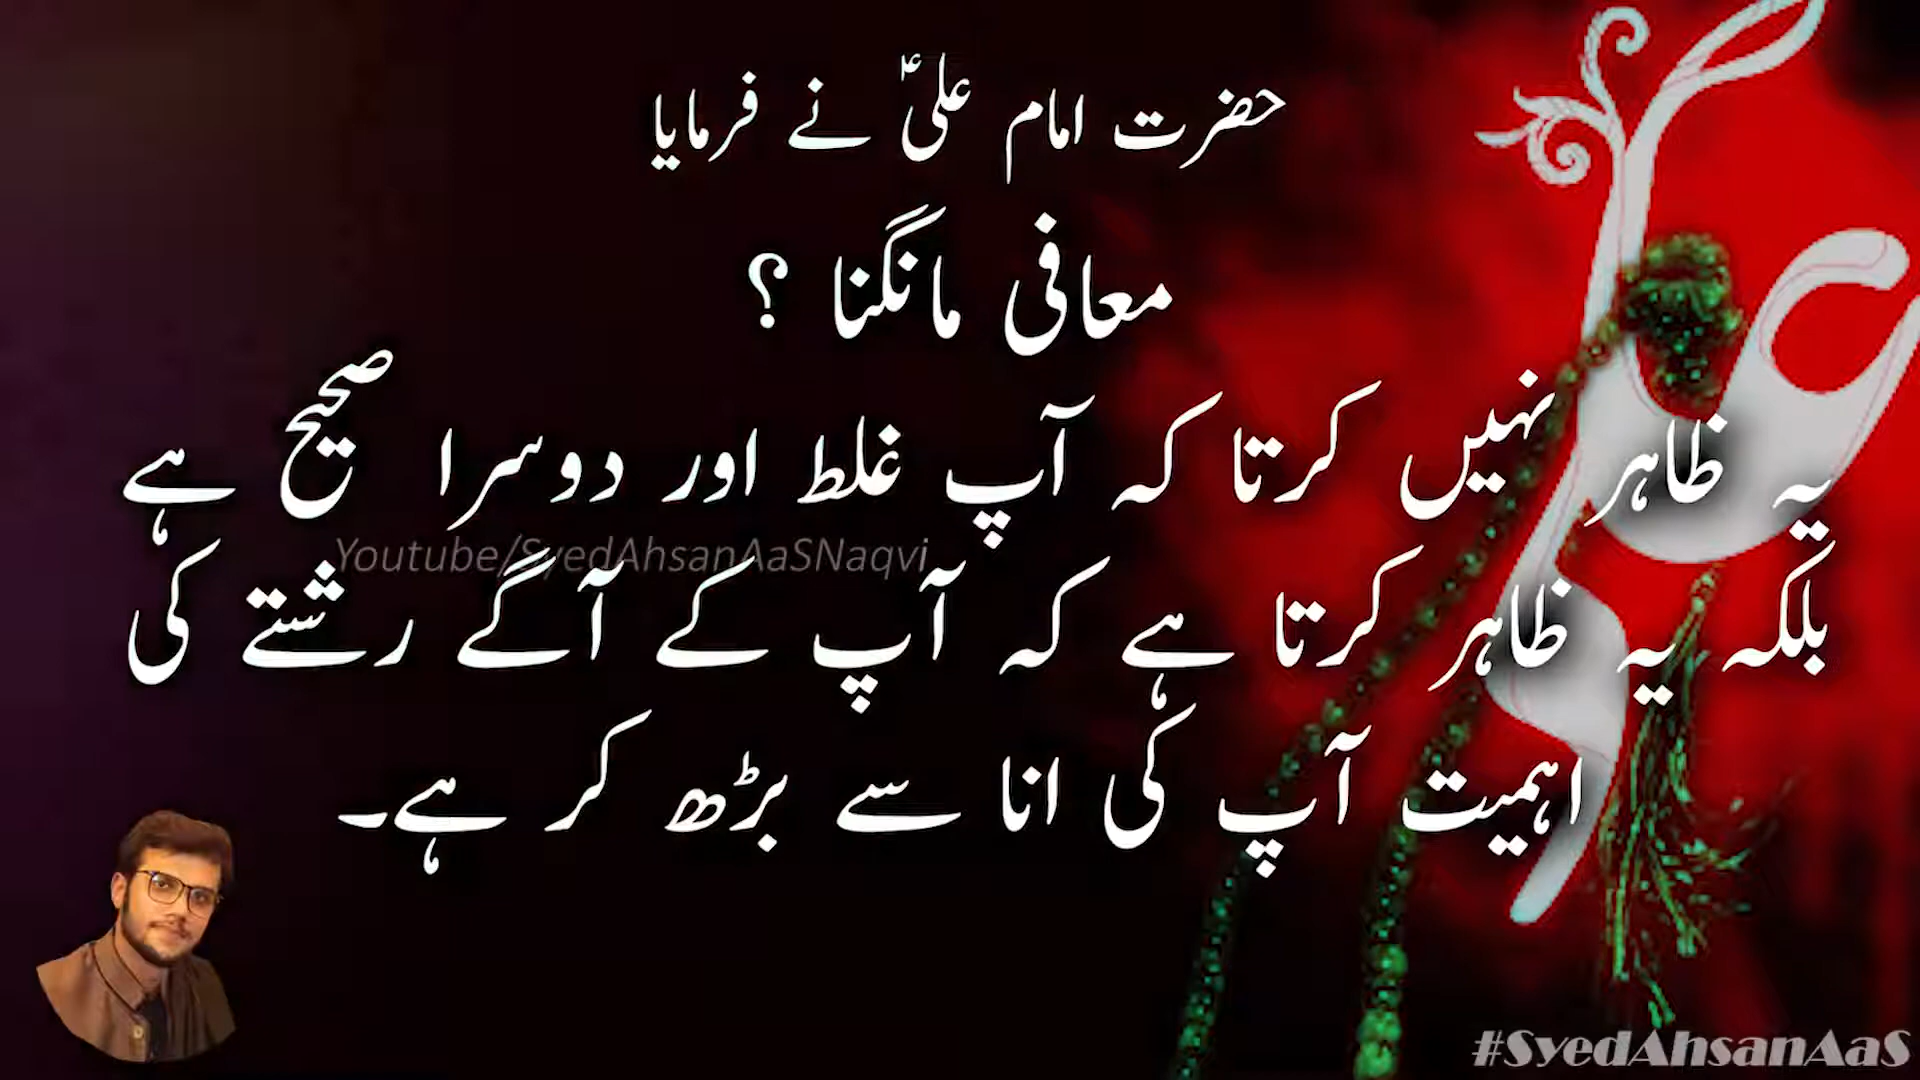 حضرت امام علیؑ نے فرمایا
معافی مانگنا ؟
یہ ظاہر نہیں کرتا کہ آپ غلط اور دوسرا صحیح ہے
Youtube/SyedAhsanAaSNaqvi
بلکہ یہ ظاہر کرتا ہے کہ آپ کے آگے رشتے کی
اہمیت آپ کی انا سے بڑھ کر ہے۔
علی
#SyedAhsanAaS